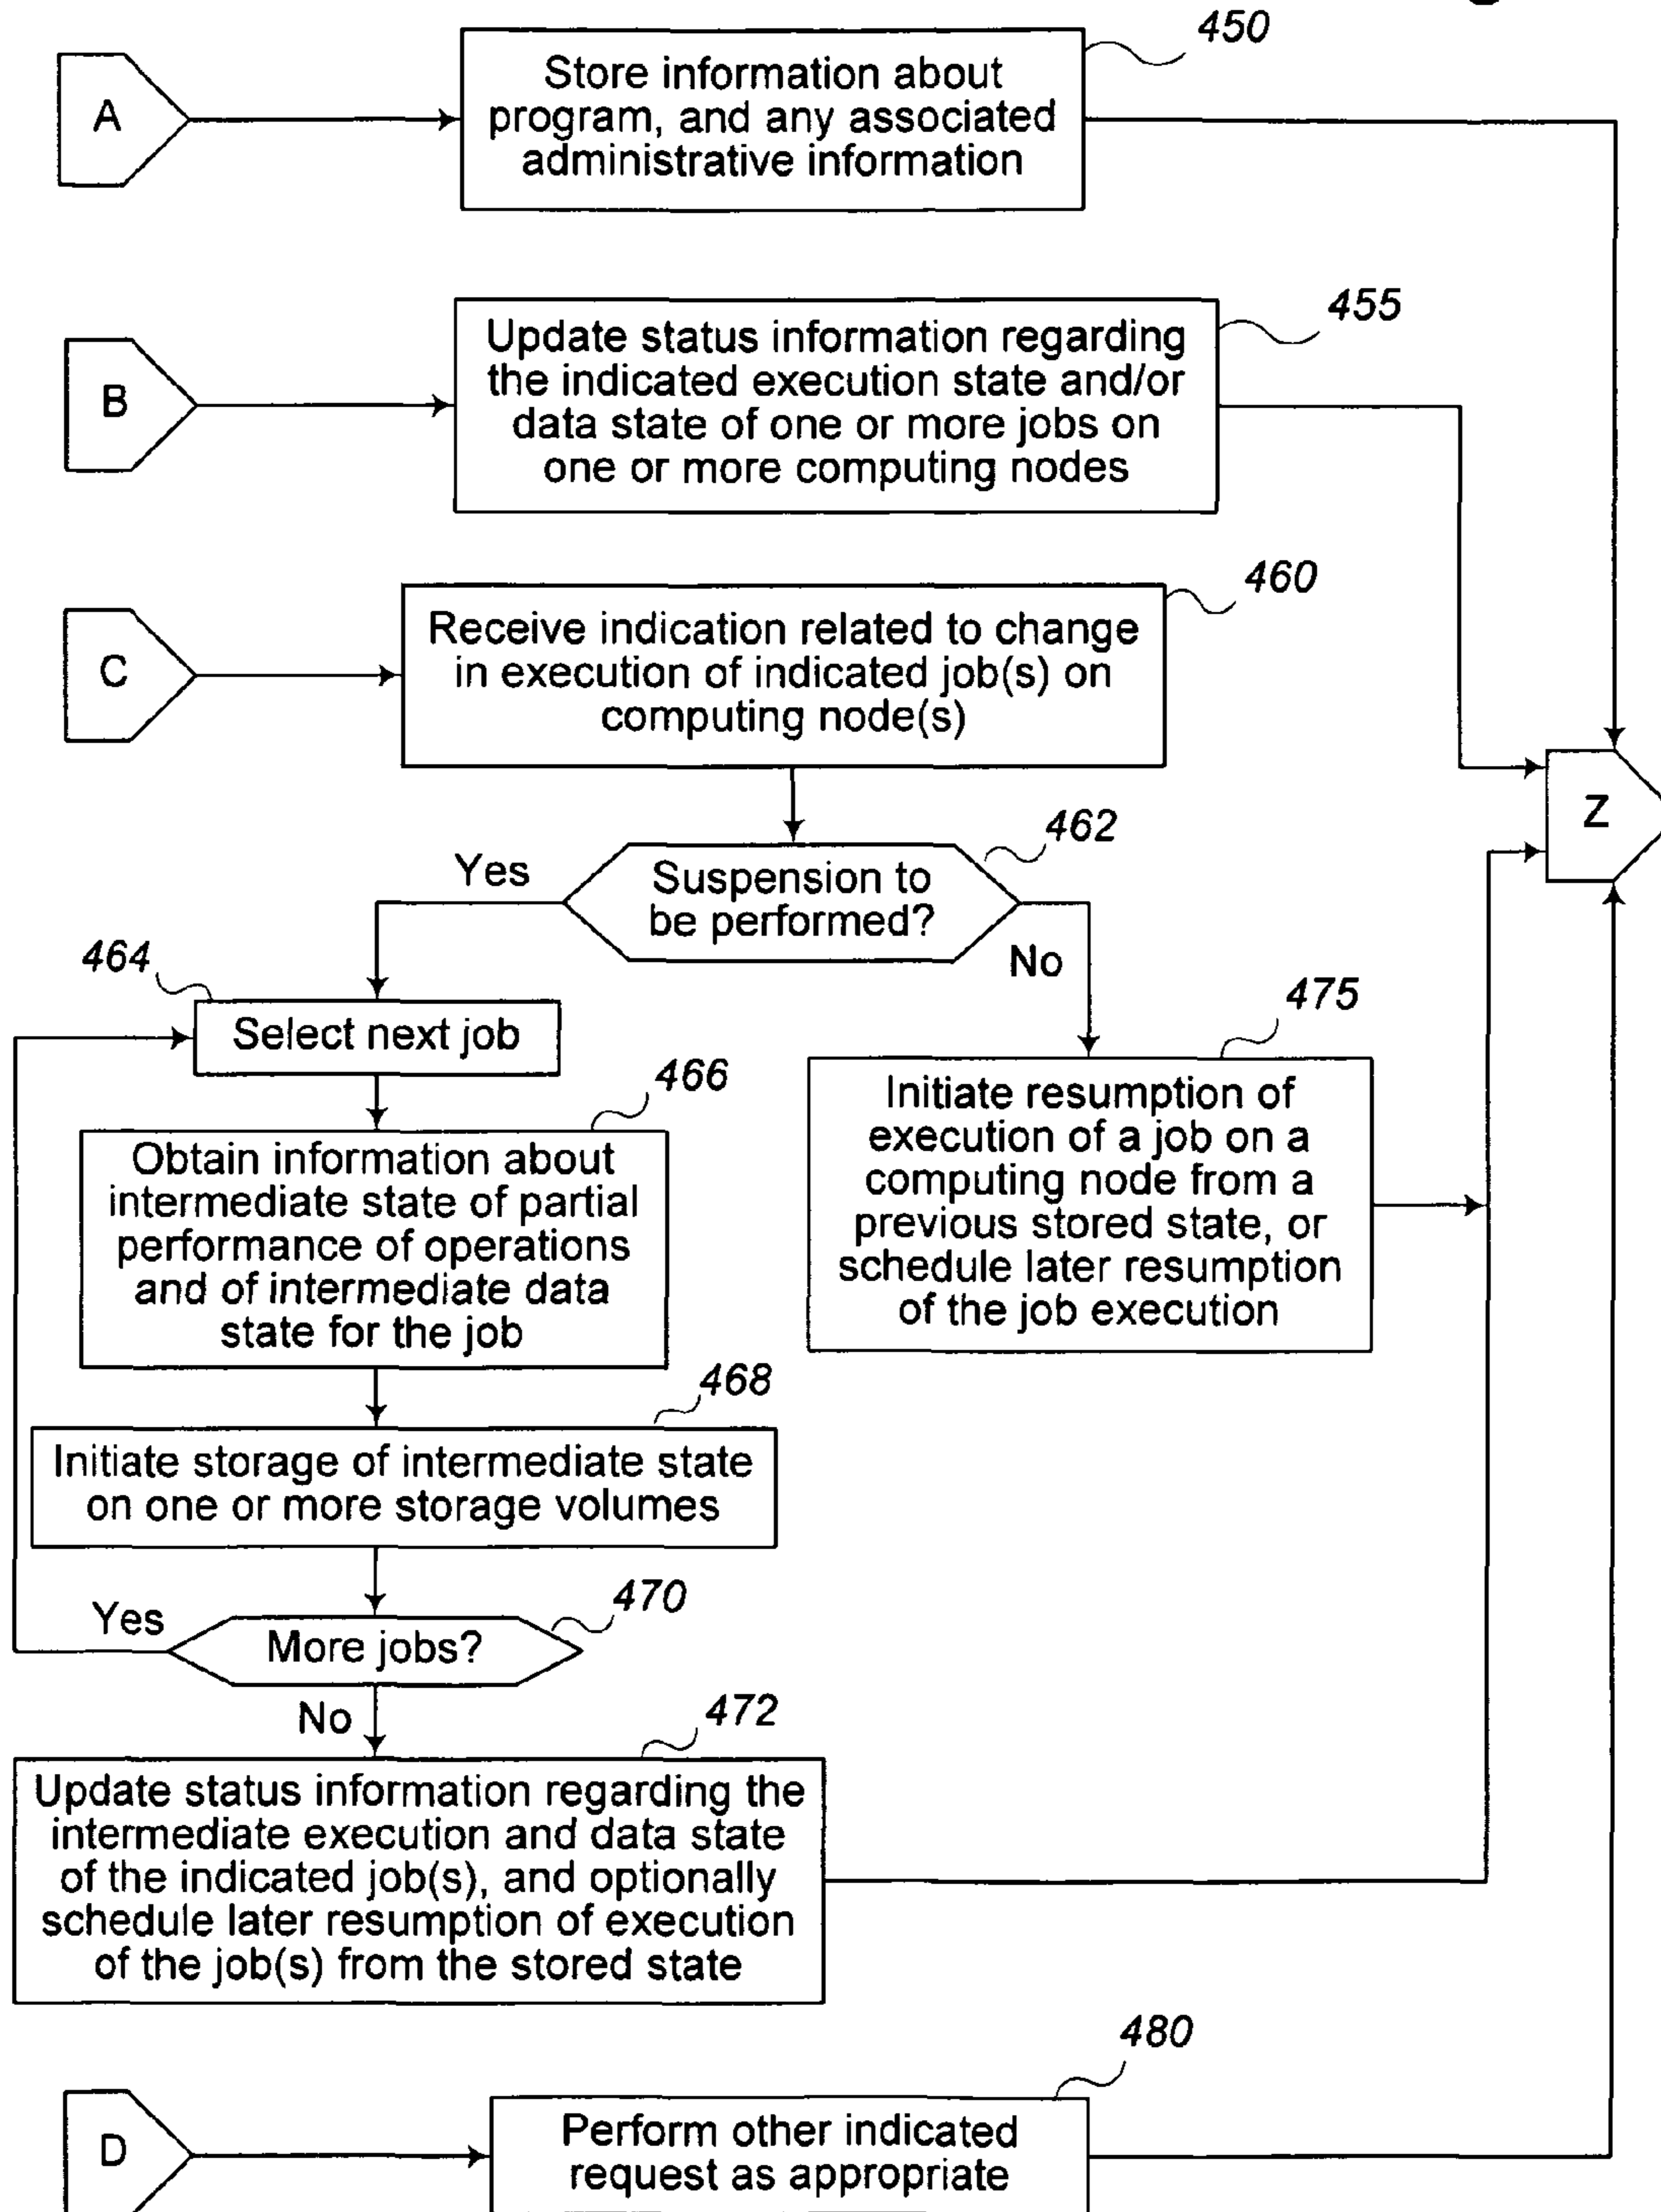 450
A
Store information about
program, and any associated
administrative information
455
B
Update status information regarding
the indicated execution state and/or
data state of one or more jobs on
one or more computing nodes
460
C
Receive indication related to change
in execution of indicated job(s) on
computing node(s)
Z
462
Yes
Suspension to
be performed?
No
464
Select next job
475
466
Initiate resumption of
execution of a job on a
computing node from a
previous stored state, or
schedule later resumption
of the job execution
Obtain information about
intermediate state of partial
performance of operations
and of intermediate data
state for the job
468
Initiate storage of intermediate state
on one or more storage volumes
470
Yes
More jobs?
No
472
Update status information regarding the
intermediate execution and data state
of the indicated job(s), and optionally
schedule later resumption of execution
of the job(s) from the stored state
480
D
Perform other indicated
request as appropriate